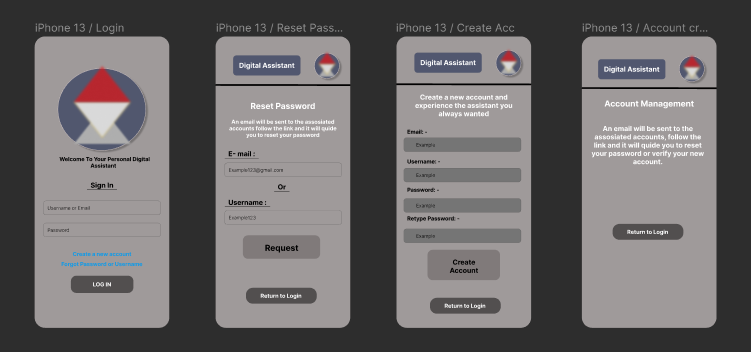 iPhone 13 / Login
Welcome To Your Personal Digital
Assistant
Sign In
Username or Email
Password
Create a new account
Forgot Password or Username
LOG IN
iPhone 13 / Reset Pass...
Digital Assistant
Reset Password
An email will be sent to the assosiated
accounts follow the link and it will quide
you to reset your password
E- mail :
Example123@gmail.com
Or
Username :
Example123
Request
Return to Login
iPhone 13 / Create Acc
Digital Assistant
Create a new account and
experience the assistant you
always wanted
Email: -
Example
Username: -
Example
Password: -
Example
Retype Password: -
Example
Create
Account
Return to Login
iPhone 13 / Account cr...
Digital Assistant
Account Management
An email will be sent to the
assosiated accounts, follow the
link and it will quide you to reset
your password or verify your new
account.
Return to Login